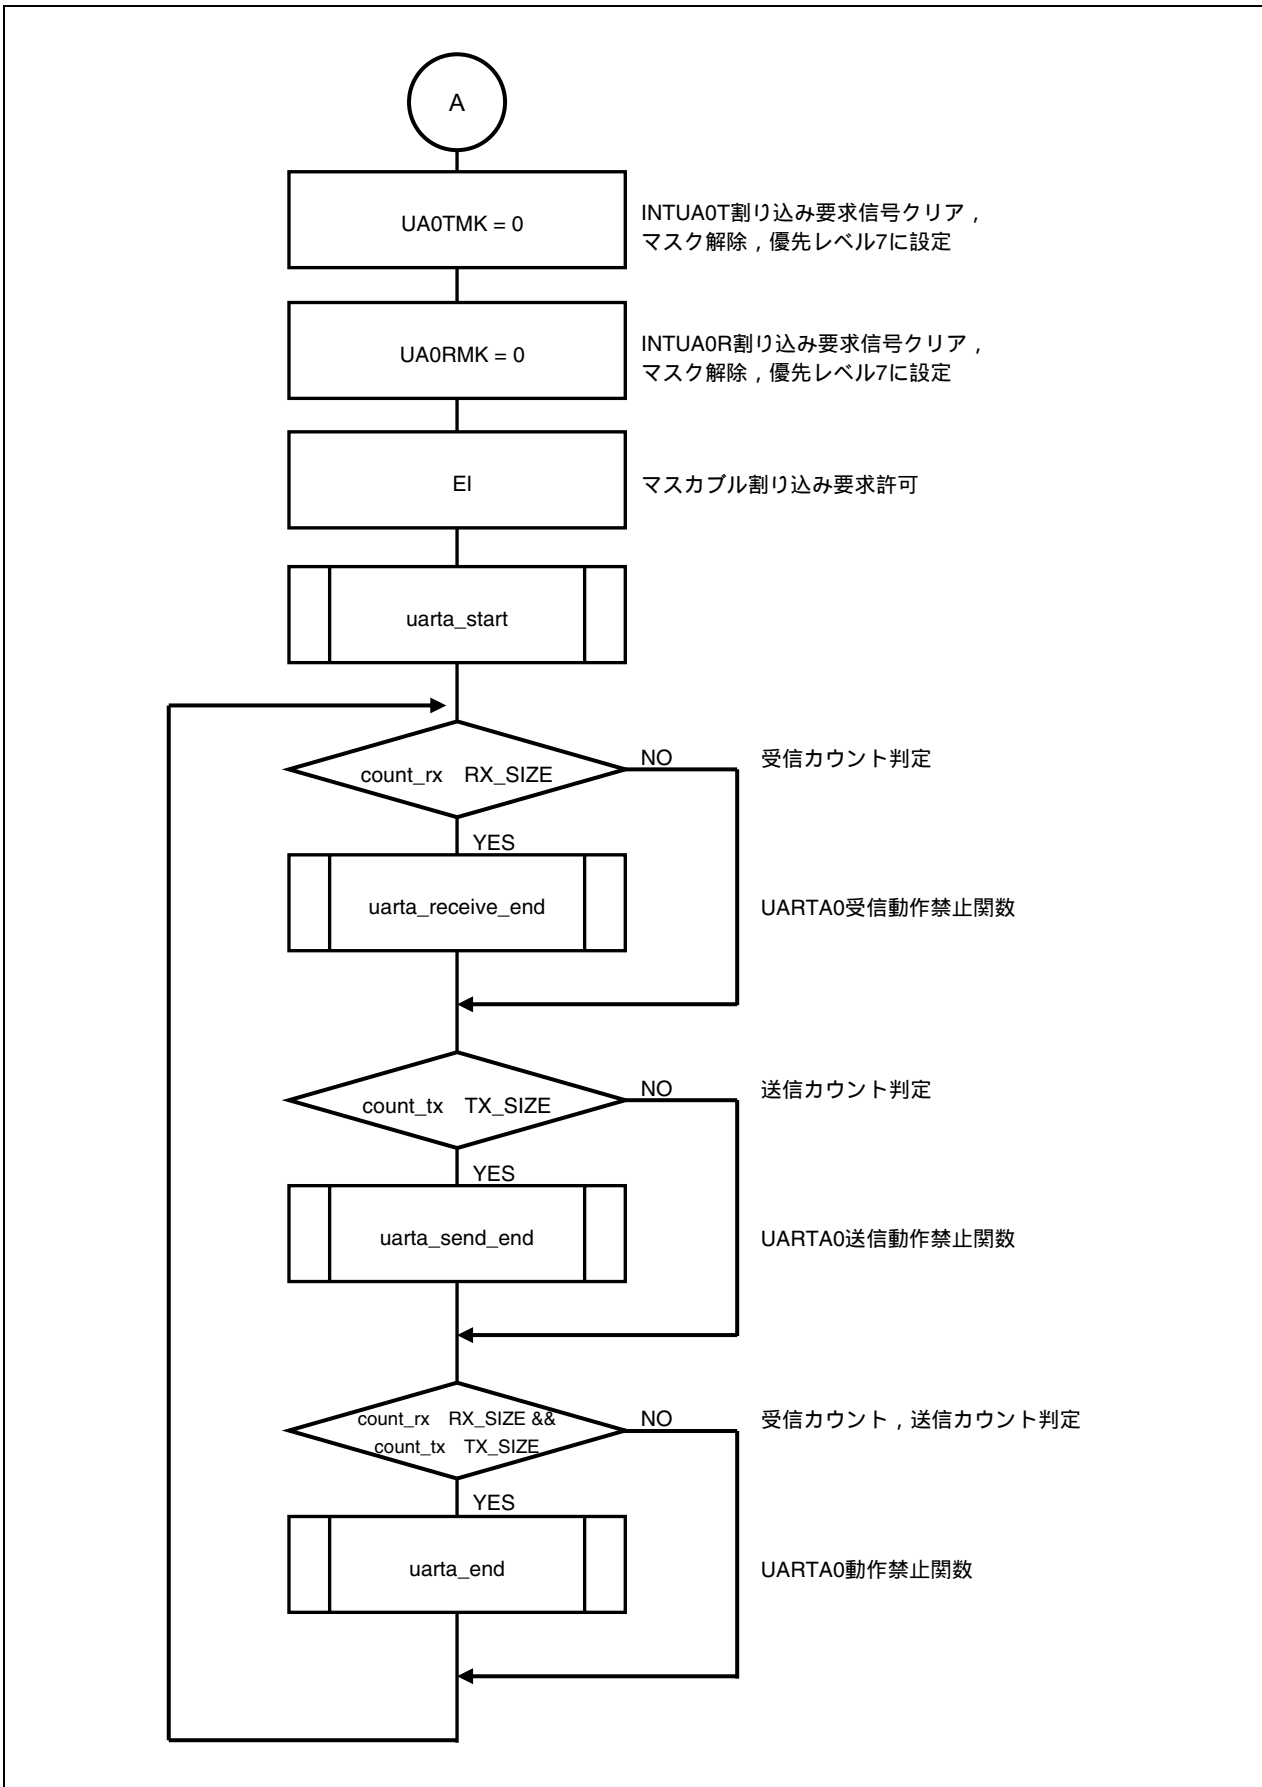 A
UA0TMK = 0
INTUA0T割り込み要求信号クリア，
マスク解除，優先レベル7に設定
UA0RMK = 0
INTUA0R割り込み要求信号クリア，
マスク解除，優先レベル7に設定
EI
マスカブル割り込み要求許可
uarta_start
count_rx RX_SIZE
NO
受信カウント判定
YES
uarta_receive_end
UARTA0受信動作禁止関数
count_tx TX_SIZE
NO
送信カウント判定
YES
uarta_send_end
UARTA0送信動作禁止関数
count_rx RX_SIZE &&
count_tx TX_SIZE
NO
受信カウント，送信カウント判定
YES
uarta_end
UARTA0動作禁止関数